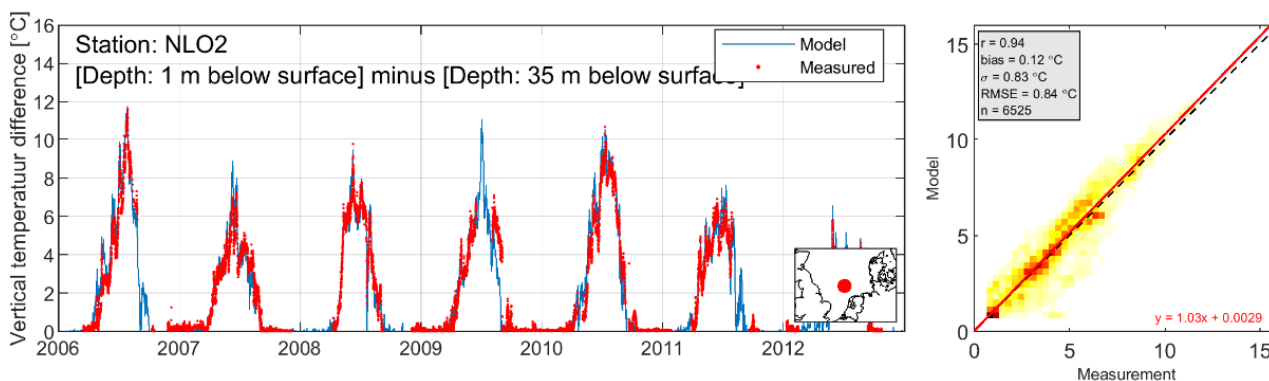 Vertical temperatuur difference [°C]
16
14
12
10
8
6
4
2
0
Station: NLO2
[Depth: 1 m below surface] minus [Depth: 35 m below surface]
Model
Measured
2006
2007
2008
2009
2010
2011
2012
Model
15
10
5
0
r = 0.94
bias = 0.12 °C
σ = 0.83 °C
RMSE = 0.84 °C
n = 6525
y = 1.03x + 0.0029
0
5
10
15
Measurement